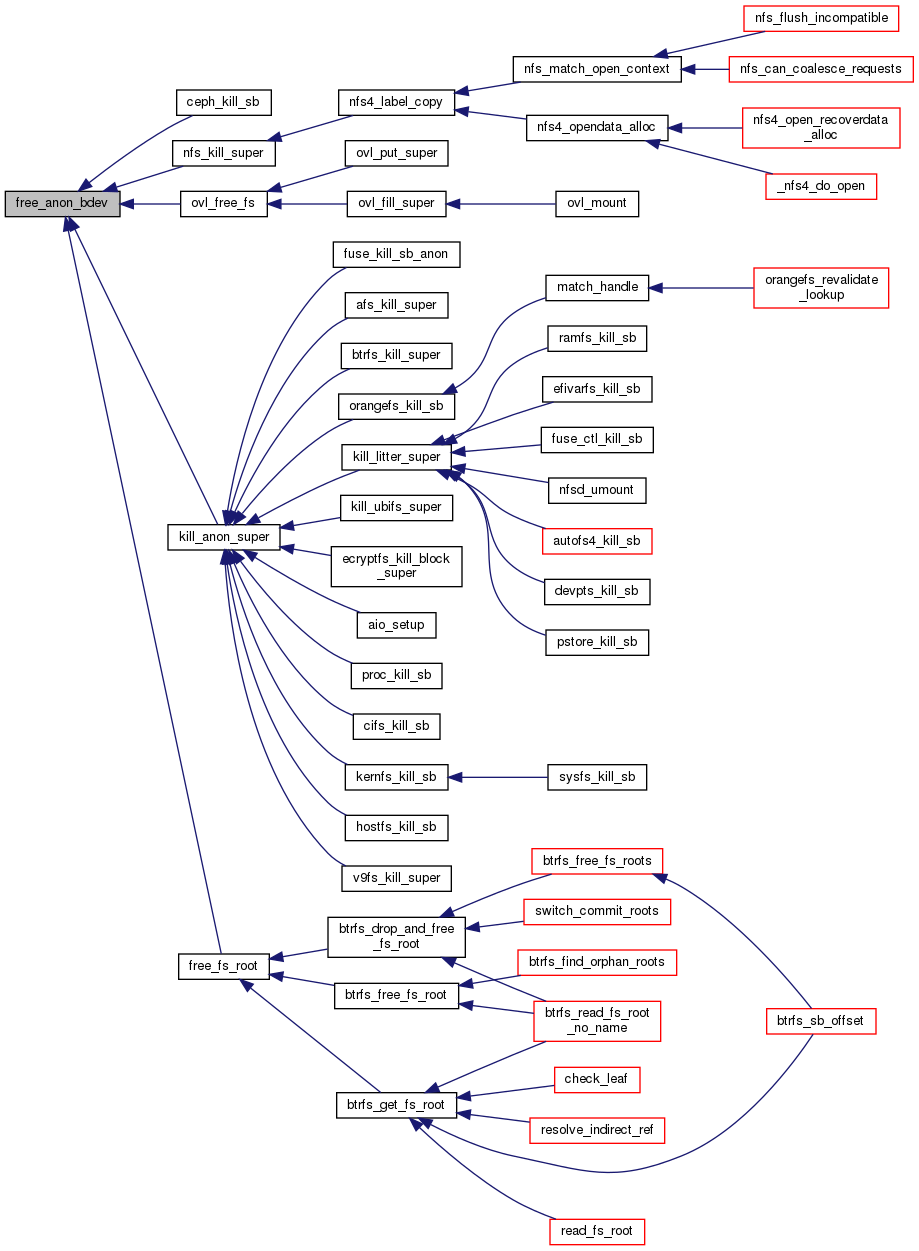 nfs_flush_incompatible
nfs_match_open_context
nfs_can_coalesce_requests
ceph_kill_sb
nfs4_label_copy
nfs4_opendata_alloc
nfs4_open_recoverdata
_alloc
nfs_kill_super
ovl_put_super
_nfs4_do_open
free_anon_bdev
ovl_free_fs
ovl_fill_super
ovl_mount
fuse_kill_sb_anon
match_handle
orangefs_revalidate
_lookup
afs_kill_super
ramfs_kill_sb
btrfs_kill_super
efivarfs_kill_sb
orangefs_kill_sb
fuse_ctl_kill_sb
kill_litter_super
nfsd_umount
kill_ubifs_super
kill_anon_super
autofs4_kill_sb
ecryptfs_kill_block
_super
devpts_kill_sb
aio_setup
pstore_kill_sb
proc_kill_sb
cifs_kill_sb
kernfs_kill_sb
sysfs_kill_sb
hostfs_kill_sb
v9fs_kill_super
btrfs_free_fs_roots
switch_commit_roots
btrfs_drop_and_free
_fs_root
free_fs_root
btrfs_find_orphan_roots
btrfs_free_fs_root
btrfs_read_fs_root
_no_name
btrfs_sb_offset
check_leaf
btrfs_get_fs_root
resolve_indirect_ref
read_fs_root